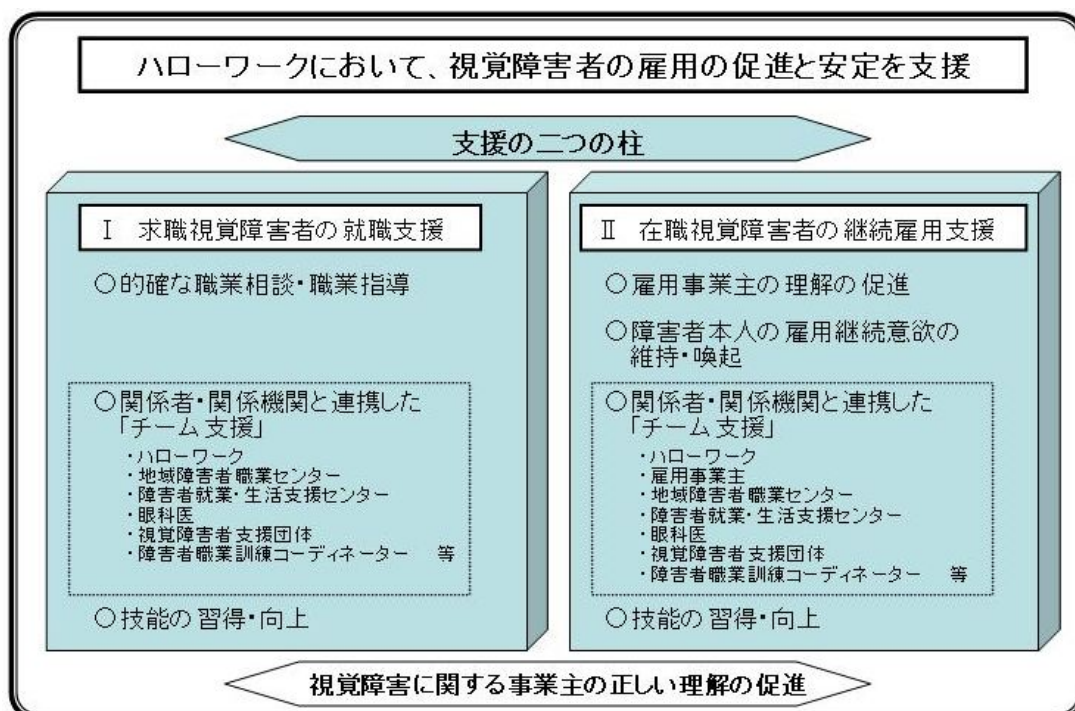 ハローワークにおいて、視覚障害者の雇用の促進と安定を支援
支援の二つの柱
Ⅰ 求職視覚障害者の就職支援
○的確な職業相談・職業指導
○関係者・関係機関と連携した
「チーム支援」
・ハローワーク
・地域障害者職業センター
・障害者就業・生活支援センター
・眼科医
・視覚障害者支援団体
・障害者職業訓練コーディネーター 等
○技能の習得・向上
Ⅱ 在職視覚障害者の継続雇用支援
○雇用事業主の理解の促進
○障害者本人の雇用継続意欲の
維持・喚起
○関係者・関係機関と連携した
「チーム支援」
・ハローワーク
・雇用事業主
・地域障害者職業センター
・障害者就業・生活支援センター
・眼科医
・視覚障害者支援団体
・障害者職業訓練コーディネーター 等
○技能の習得・向上
視覚障害に関する事業主の正しい理解の促進